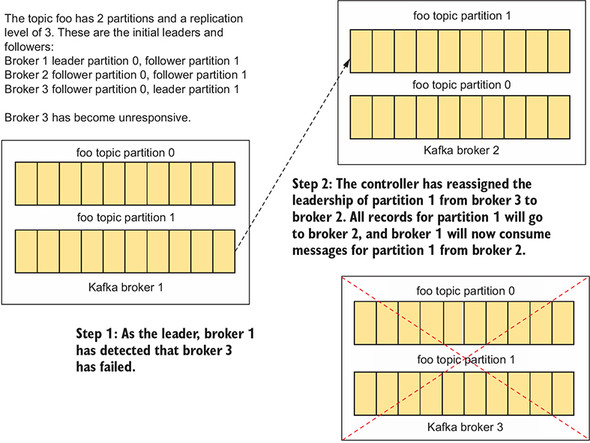 The topic foo has 2 partitions and a replication
level of 3. These are the initial leaders and
followers:
Broker 1 leader partition 0, follower partition 1
Broker 2 follower partition 0, follower partition 1
Broker 3 follower partition 0, leader partition 1
Broker 3 has become unresponsive.
foo topic partition 1
foo topic partition 0
Kafka broker 2
foo topic partition 0
foo topic partition 1
Kafka broker 1
Step 2: The controller has reassigned the
leadership of partition 1 from broker 3 to
broker 2. All records for partition 1 will go
to broker 2, and broker 1 will now consume
messages for partition 1 from broker 2.
Step 1: As the leader, broker 1
has detected that broker 3
has failed.
foo topic partition 0
foo topic partition 1
Kafka broker 3